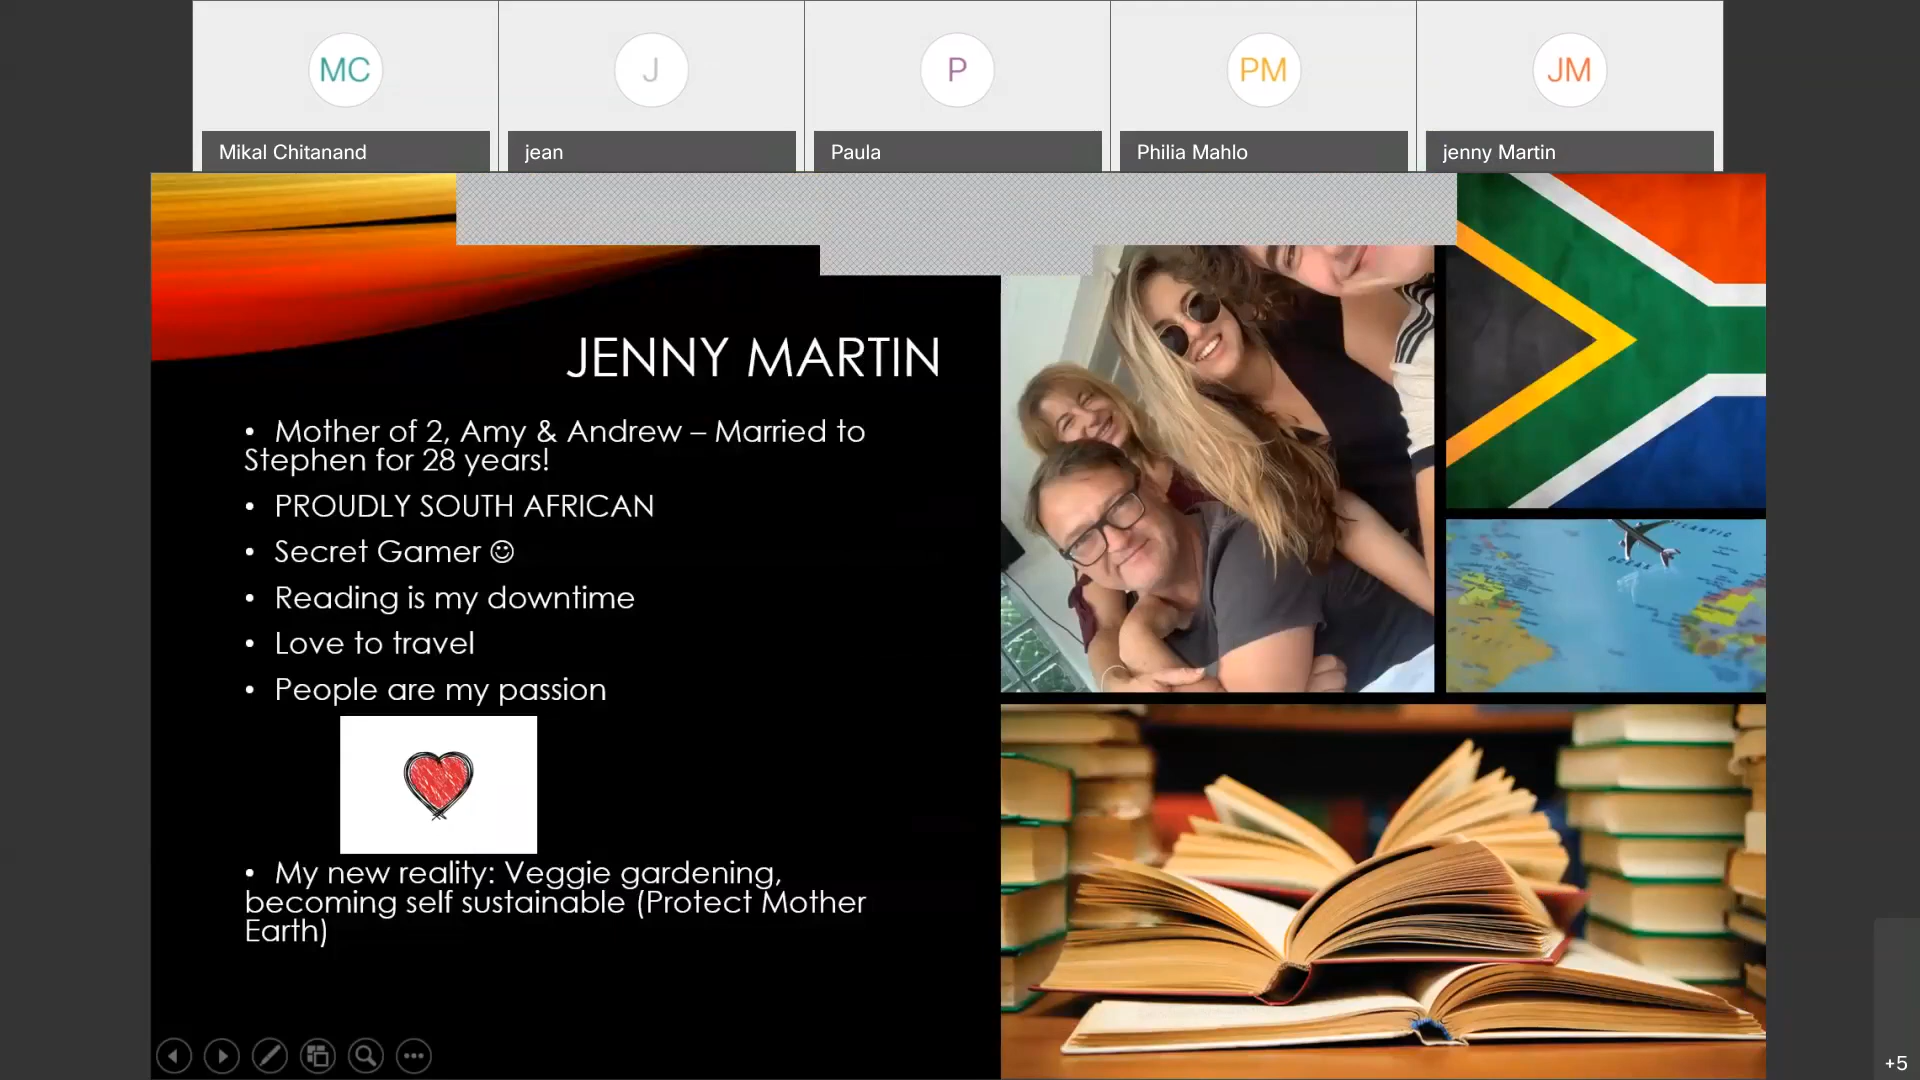 MC
J
P
PM
JM
Mikal Chitanand
jean
Paula
Philia Mahlo
jenny Martin
JENNY MARTIN
• Mother of 2, Amy & Andrew – Married to
Stephen for 28 years!
• PROUDLY SOUTH AFRICAN
• Secret Gamer ☺
• Reading is my downtime
• Love to travel
• People are my passion
• My new reality: Veggie gardening,
becoming self sustainable (Protect Mother
Earth)
ATLANTIC
OCEAN
+5